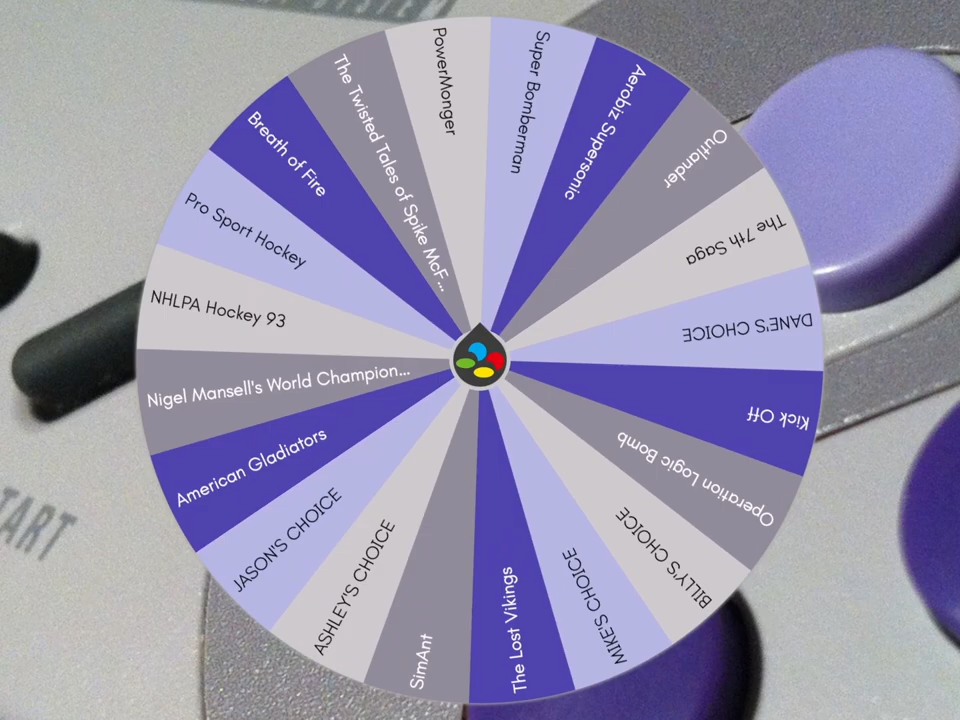 SYSTEM
PowerMonger
Super Bomberman
Aerobiz Supersonic
Outlander
The 7th Saga
DANE'S CHOICE
Kick Off
Operation Logic Bomb
BILLY'S CHOICE
MIKE'S CHOICE
The Lost Vikings
SimAnt
ASHLEY'S CHOICE
JASON'S CHOICE
American Gladiators
Nigel Mansell's World Champion...
NHLPA Hockey 93
Pro Sport Hockey
Breath of Fire
The Twisted Tales of Spike McF...
TART